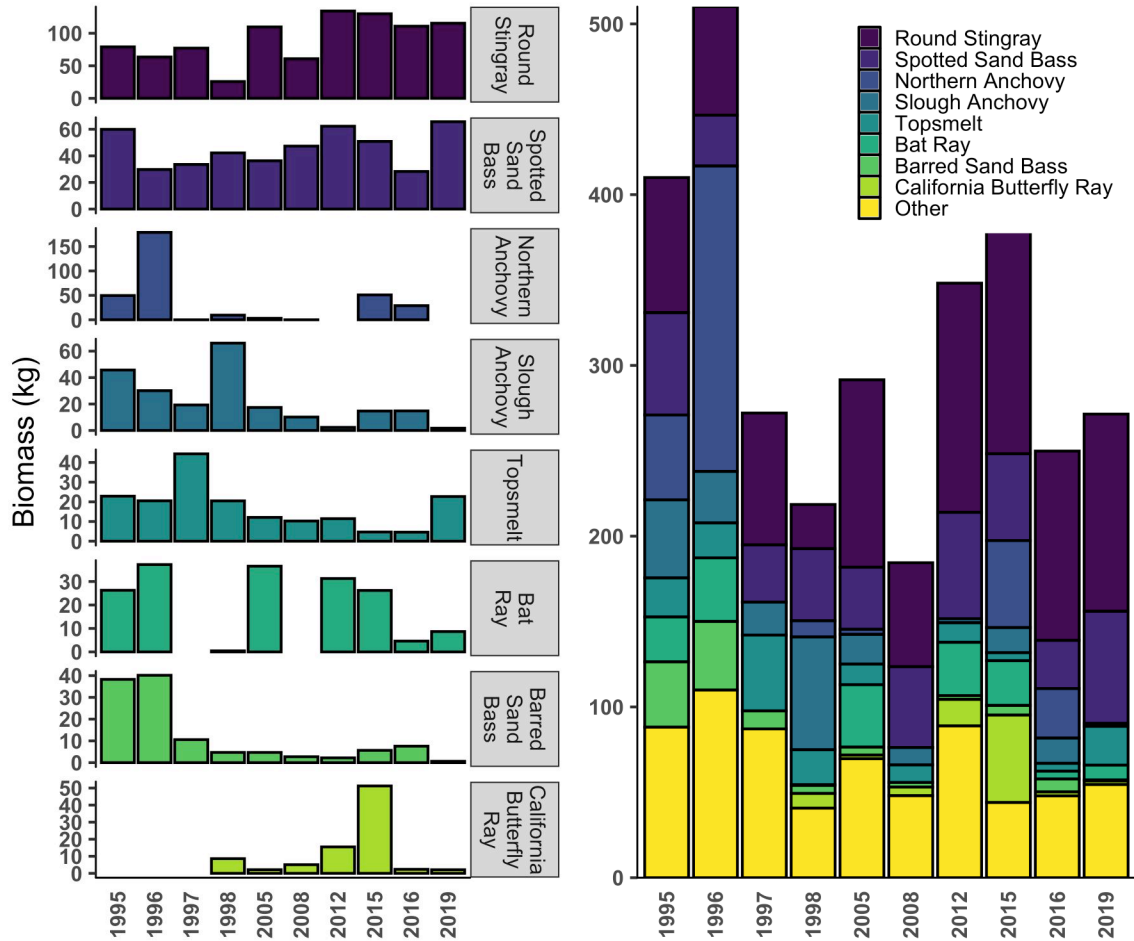 Biomass (kg)
100
50
0
Round
Stingray
60
40
20
0
Spotted
Sand
Bass
150
100
50
0
Northern
Anchovy
60
40
20
0
Slough
Anchovy
40
30
20
10
0
Topsmelt
30
20
10
0
Bat
Ray
40
30
20
10
0
Barred
Sand
Bass
50
40
30
20
10
0
California
Butterfly
Ray
1995 1996 1997 1998 2005 2008 2012 2015 2016 2019
500
400
300
200
100
0
Round Stingray
Spotted Sand Bass
Northern Anchovy
Slough Anchovy
Topsmelt
Bat Ray
Barred Sand Bass
California Butterfly Ray
Other
1995 1996 1997 1998 2005 2008 2012 2015 2016 2019